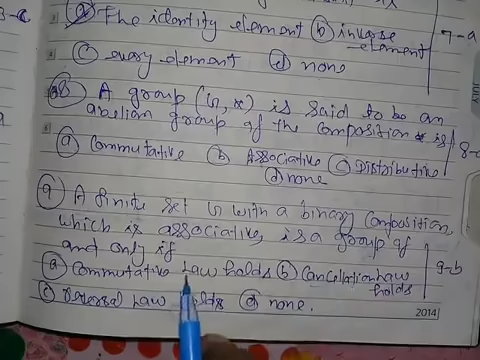 3-c
(a) The identity element (b) inverse
element 7-a
(c) every element (d) none
8) A group (G, *) is said to be an
abelian group if the composition * is
(a) Commutative (b) Associative (c) Distributive
(d) none
JULY
9) A finite set G with a binary composition,
which is associative, is a group if
and only if
(a) Commutative Law holds (b) Cancellation Law
holds 9-b
(c) Law (d) none.
2014